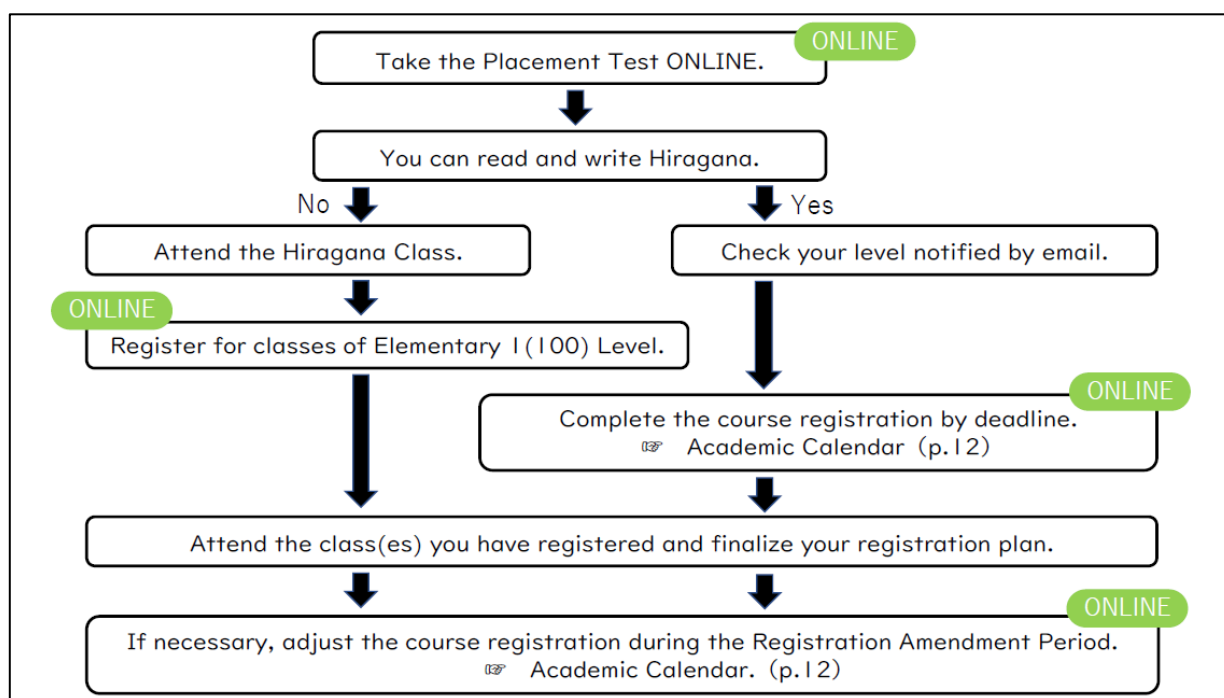 ONLINE
Take the Placement Test ONLINE.
You can read and write Hiragana.
No
Yes
Attend the Hiragana Class.
Check your level notified by email.
ONLINE
Register for classes of Elementary 1(100) Level.
ONLINE
Complete the course registration by deadline.
☞ Academic Calendar (p.12)
Attend the class(es) you have registered and finalize your registration plan.
ONLINE
If necessary, adjust the course registration during the Registration Amendment Period.
☞ Academic Calendar. (p.12)